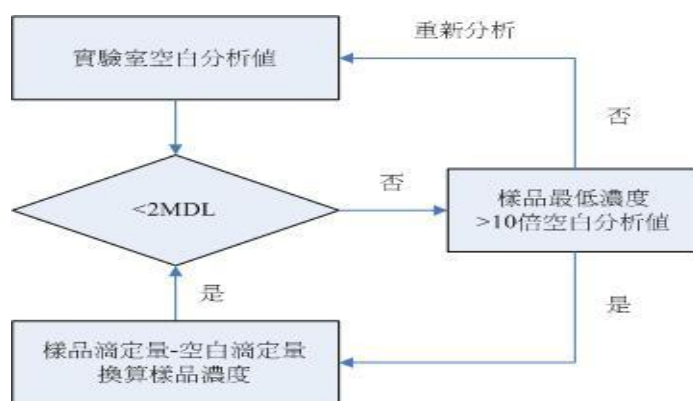 重新分析
實驗室空白分析值
否
<2MDL
否
樣品最低濃度
>10倍空白分析值
是
是
樣品滴定量-空白滴定量
換算樣品濃度